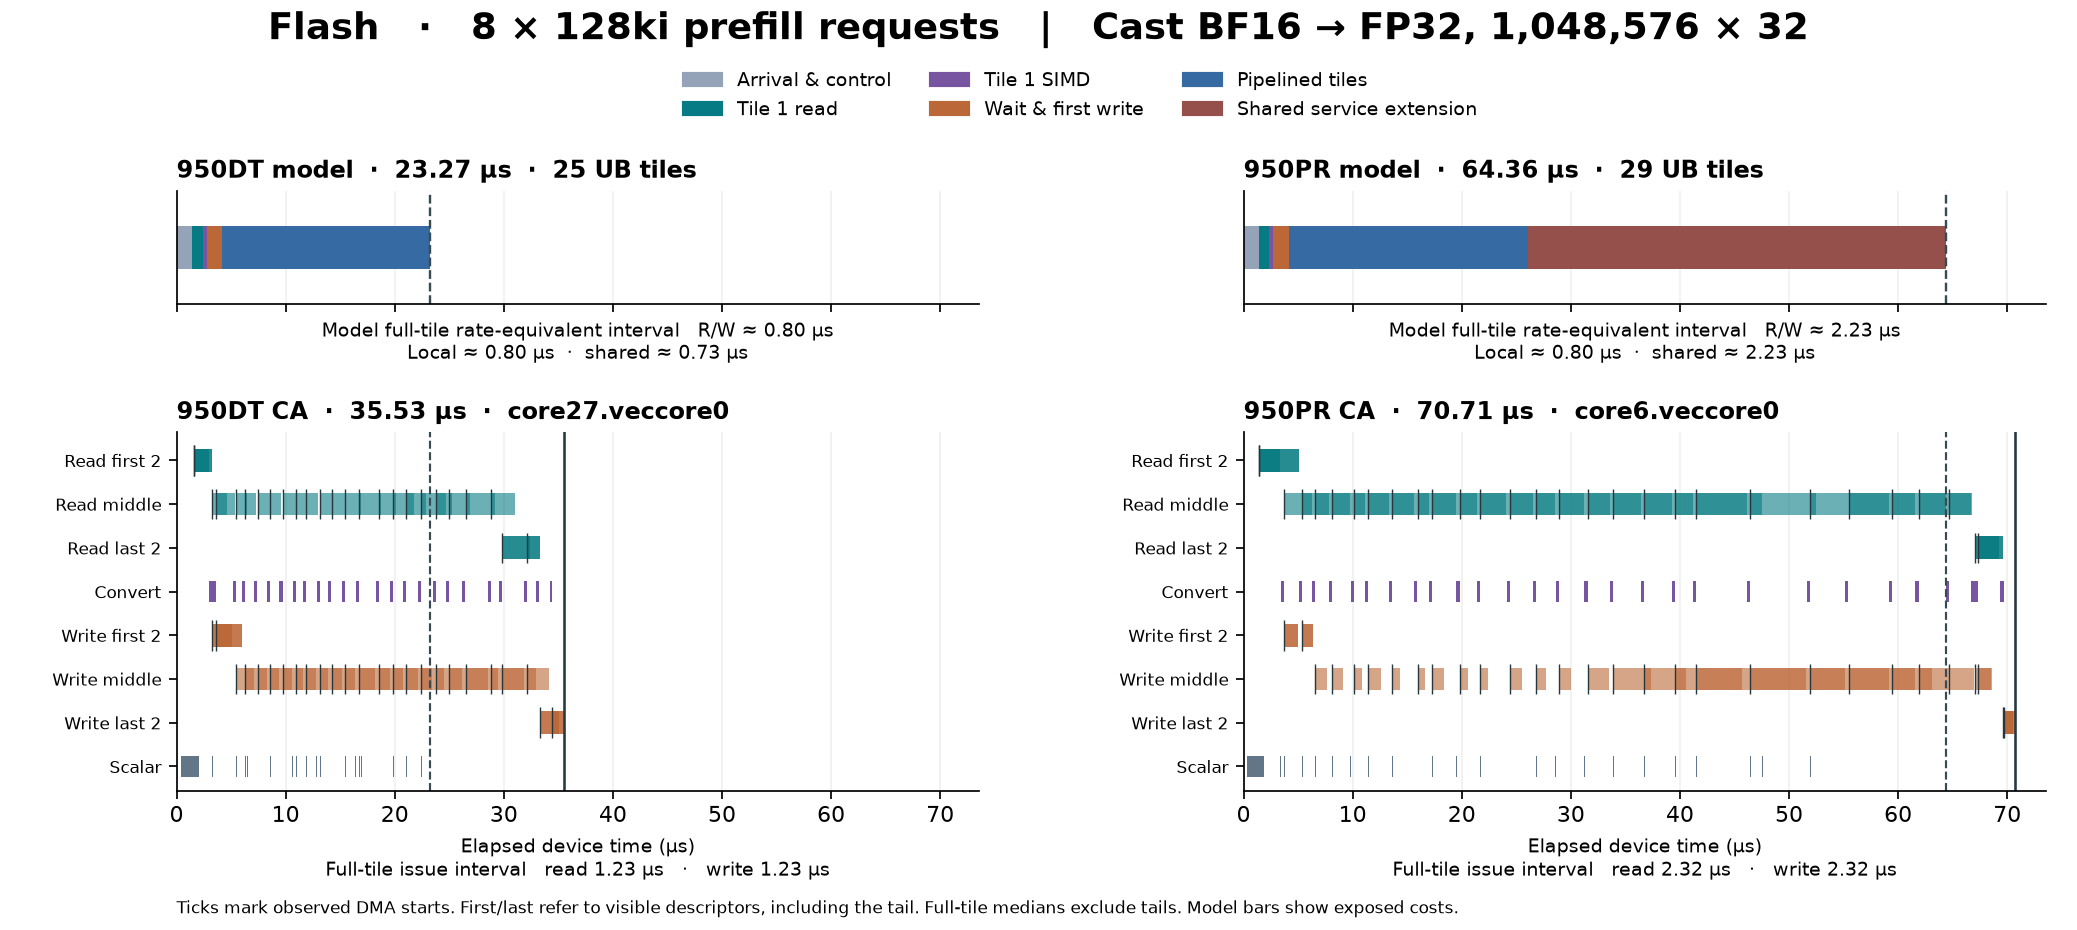 Flash · 8 × 128ki prefill requests | Cast BF16 → FP32, 1,048,576 × 32
Arrival & control
Tile 1 SIMD
Pipelined tiles
Tile 1 read
Wait & first write
Shared service extension
950DT model · 23.27 µs · 25 UB tiles
Model full-tile rate-equivalent interval R/W ≈ 0.80 µs
Local ≈ 0.80 µs · shared ≈ 0.73 µs
950PR model · 64.36 µs · 29 UB tiles
Model full-tile rate-equivalent interval R/W ≈ 2.23 µs
Local ≈ 0.80 µs · shared ≈ 2.23 µs
950DT CA · 35.53 µs · core27.veccore0
Read first 2
Read middle
Read last 2
Convert
Write first 2
Write middle
Write last 2
Scalar
0 10 20 30 40 50 60 70
Elapsed device time (µs)
Full-tile issue interval read 1.23 µs · write 1.23 µs
950PR CA · 70.71 µs · core6.veccore0
Read first 2
Read middle
Read last 2
Convert
Write first 2
Write middle
Write last 2
Scalar
0 10 20 30 40 50 60 70
Elapsed device time (µs)
Full-tile issue interval read 2.32 µs · write 2.32 µs
Ticks mark observed DMA starts. First/last refer to visible descriptors, including the tail. Full-tile medians exclude tails. Model bars show exposed costs.